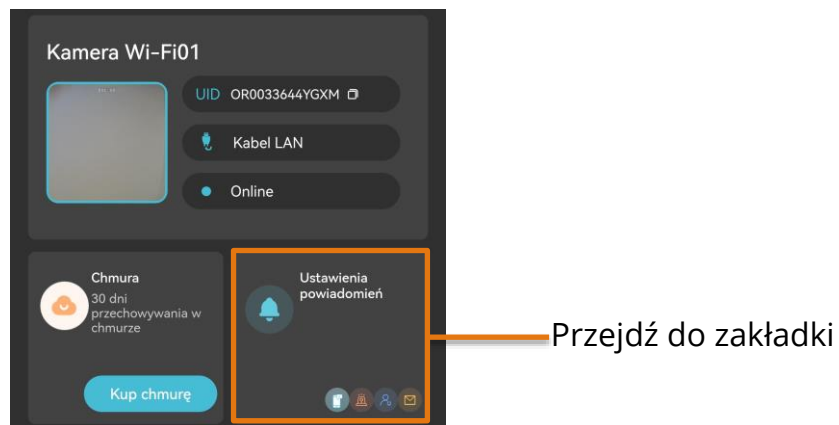 Kamera Wi-Fi01
UID OR0033644YGXM
Kabel LAN
Online
Chmura
30 dni
przechowywania w
chmurze
Kup chmurę
Ustawienia
powiadomień
Przejdź do zakładki